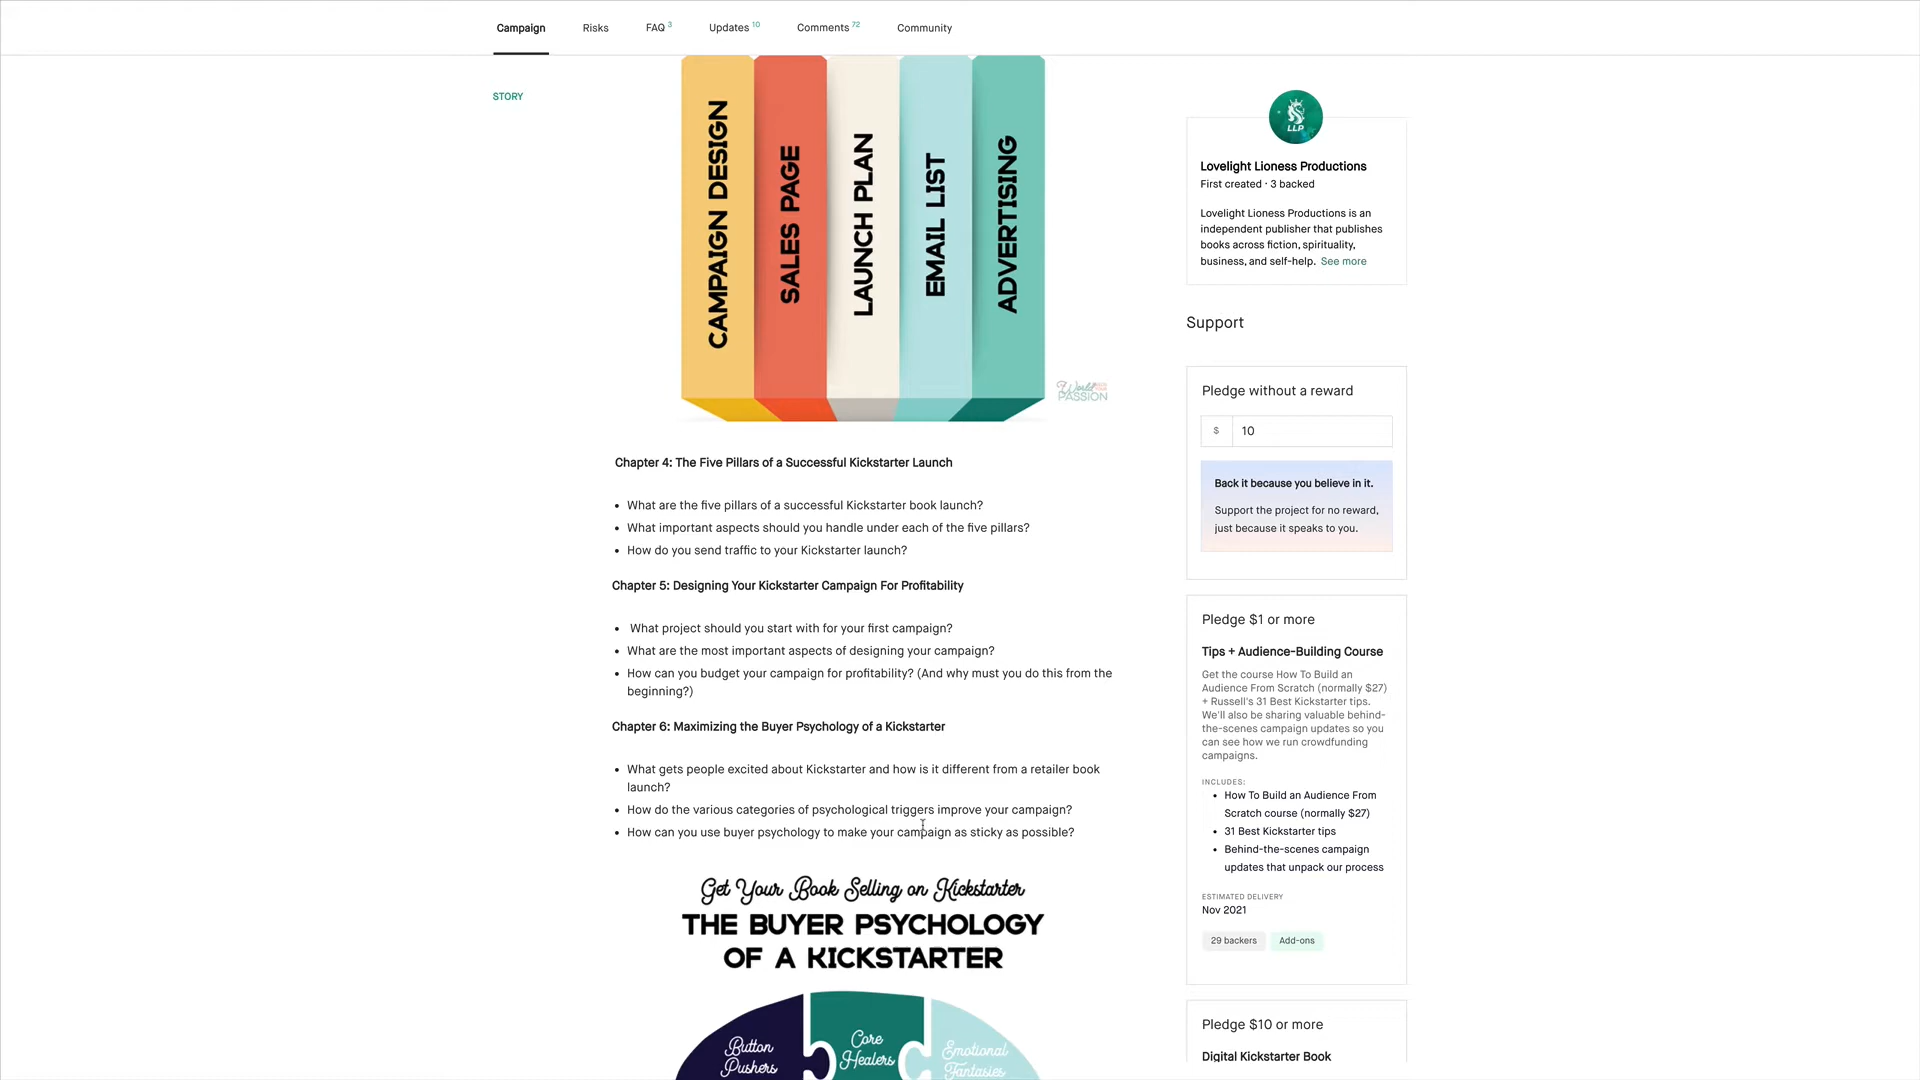 Campaign
Risks
FAQ 3
Updates 10
Comments 72
Community
STORY
CAMPAIGN DESIGN
SALES PAGE
LAUNCH PLAN
EMAIL LIST
ADVERTISING
World
PASSION
Chapter 4: The Five Pillars of a Successful Kickstarter Launch
• What are the five pillars of a successful Kickstarter book launch?
• What important aspects should you handle under each of the five pillars?
• How do you send traffic to your Kickstarter launch?
Chapter 5: Designing Your Kickstarter Campaign For Profitability
• What project should you start with for your first campaign?
• What are the most important aspects of designing your campaign?
• How can you budget your campaign for profitability? (And why must you do this from the
beginning?)
Chapter 6: Maximizing the Buyer Psychology of a Kickstarter
• What gets people excited about Kickstarter and how is it different from a retailer book
launch?
• How do the various categories of psychological triggers improve your campaign?
• How can you use buyer psychology to make your campaign as sticky as possible?
Get Your Book Selling on Kickstarter
THE BUYER PSYCHOLOGY
OF A KICKSTARTER
Button
Pushers
Core
Healers
Emotional
Fantasies
LLP
Lovelight Lioness Productions
First created · 3 backed
Lovelight Lioness Productions is an
independent publisher that publishes
books across fiction, spirituality,
business, and self-help. See more
Support
Pledge without a reward
$ 10
Back it because you believe in it.
Support the project for no reward,
just because it speaks to you.
Pledge $1 or more
Tips + Audience-Building Course
Get the course How To Build an
Audience From Scratch (normally $27)
+ Russell's 31 Best Kickstarter tips.
We'll also be sharing valuable behind-
the-scenes campaign updates so you
can see how we run crowdfunding
campaigns.
INCLUDES:
• How To Build an Audience From
Scratch course (normally $27)
• 31 Best Kickstarter tips
• Behind-the-scenes campaign
updates that unpack our process
ESTIMATED DELIVERY
Nov 2021
29 backers
Add-ons
Pledge $10 or more
Digital Kickstarter Book